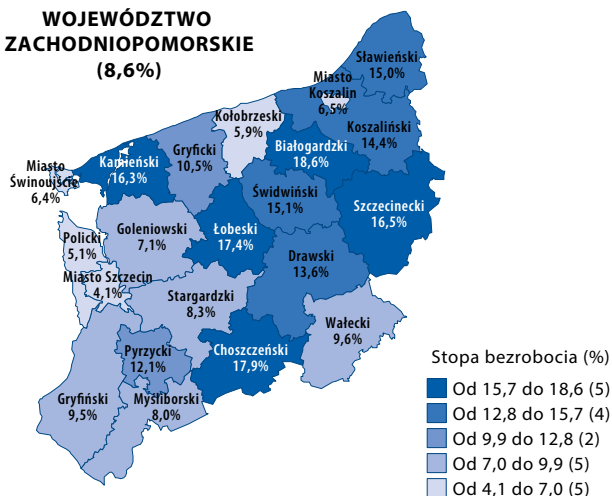 WOJEWÓDZTWO
ZACHODNIOPOMORSKIE
(8,6%)
Sławieński
15,0%
Miasto
Koszalin
6,5%
Kołobrzeski
5,9%
Koszaliński
14,4%
Białogardzki
18,6%
Gryficki
10,5%
Kamieński
16,3%
Miasto
Świnoujście
6,4%
Świdwiński
15,1%
Szczecinecki
16,5%
Goleniowski
7,1%
Łobeski
17,4%
Policki
5,1%
Drawski
13,6%
Miasto Szczecin
4,1%
Stargardzki
8,3%
Wałecki
9,6%
Pyrzycki
12,1%
Choszczeński
17,9%
Gryfiński
9,5%
Myśliborski
8,0%
Stopa bezrobocia (%)
Od 15,7 do 18,6 (5)
Od 12,8 do 15,7 (4)
Od 9,9 do 12,8 (2)
Od 7,0 do 9,9 (5)
Od 4,1 do 7,0 (5)